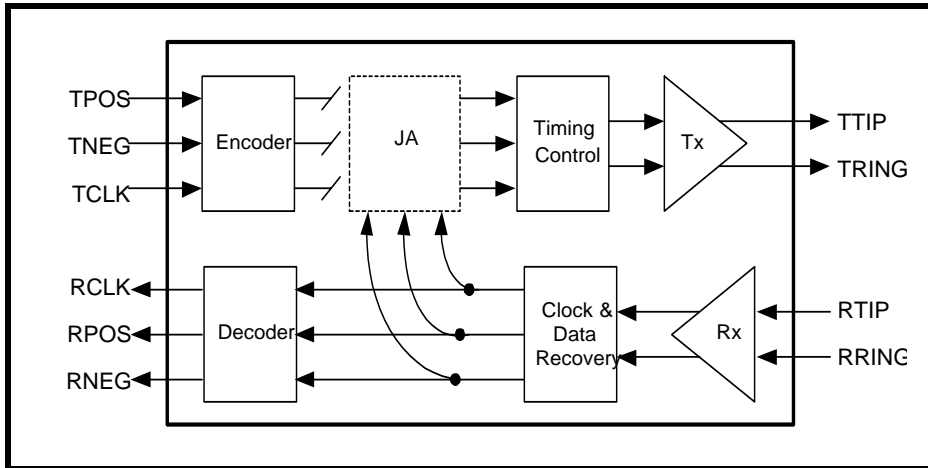 TPOS
TNEG
TCLK
Encoder
JA
Timing
Control
Tx
TTIP
TRING
RCLK
RPOS
RNEG
Decoder
Clock &
Data
Recovery
Rx
RTIP
RRING